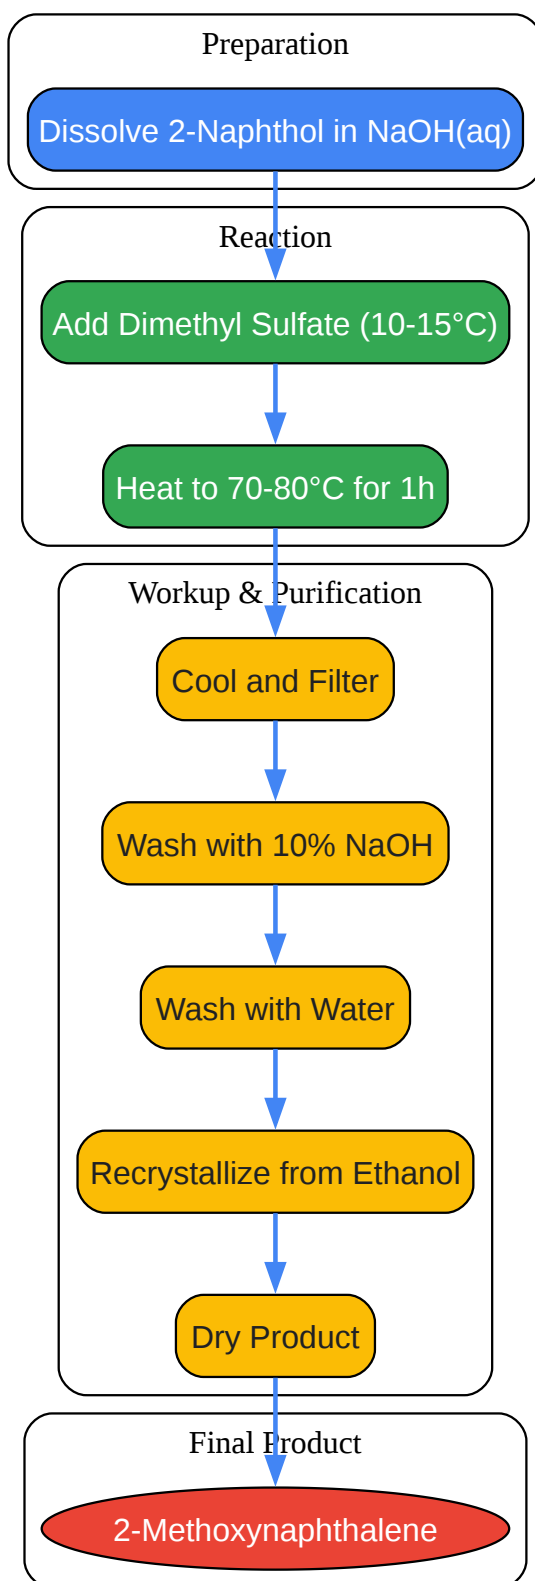 Preparation
Dissolve 2-Naphthol in NaOH(aq)
Reaction
Add Dimethyl Sulfate (10-15°C)
Heat to 70-80°C for 1h
Workup & Purification
Cool and Filter
Wash with 10% NaOH
Wash with Water
Recrystallize from Ethanol
Dry Product
Final Product
2-Methoxynaphthalene